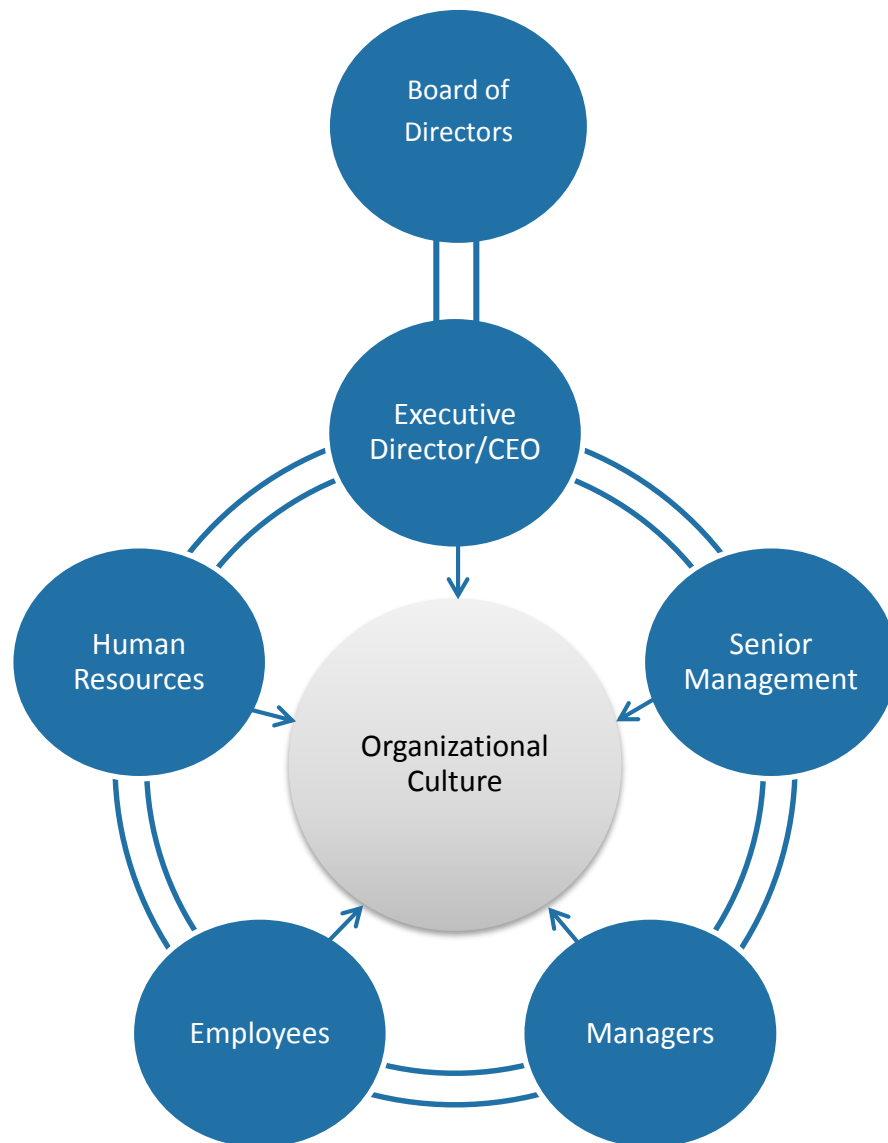 Board of
Directors
Executive
Director/CEO
Human
Resources
Senior
Management
Organizational
Culture
Employees
Managers